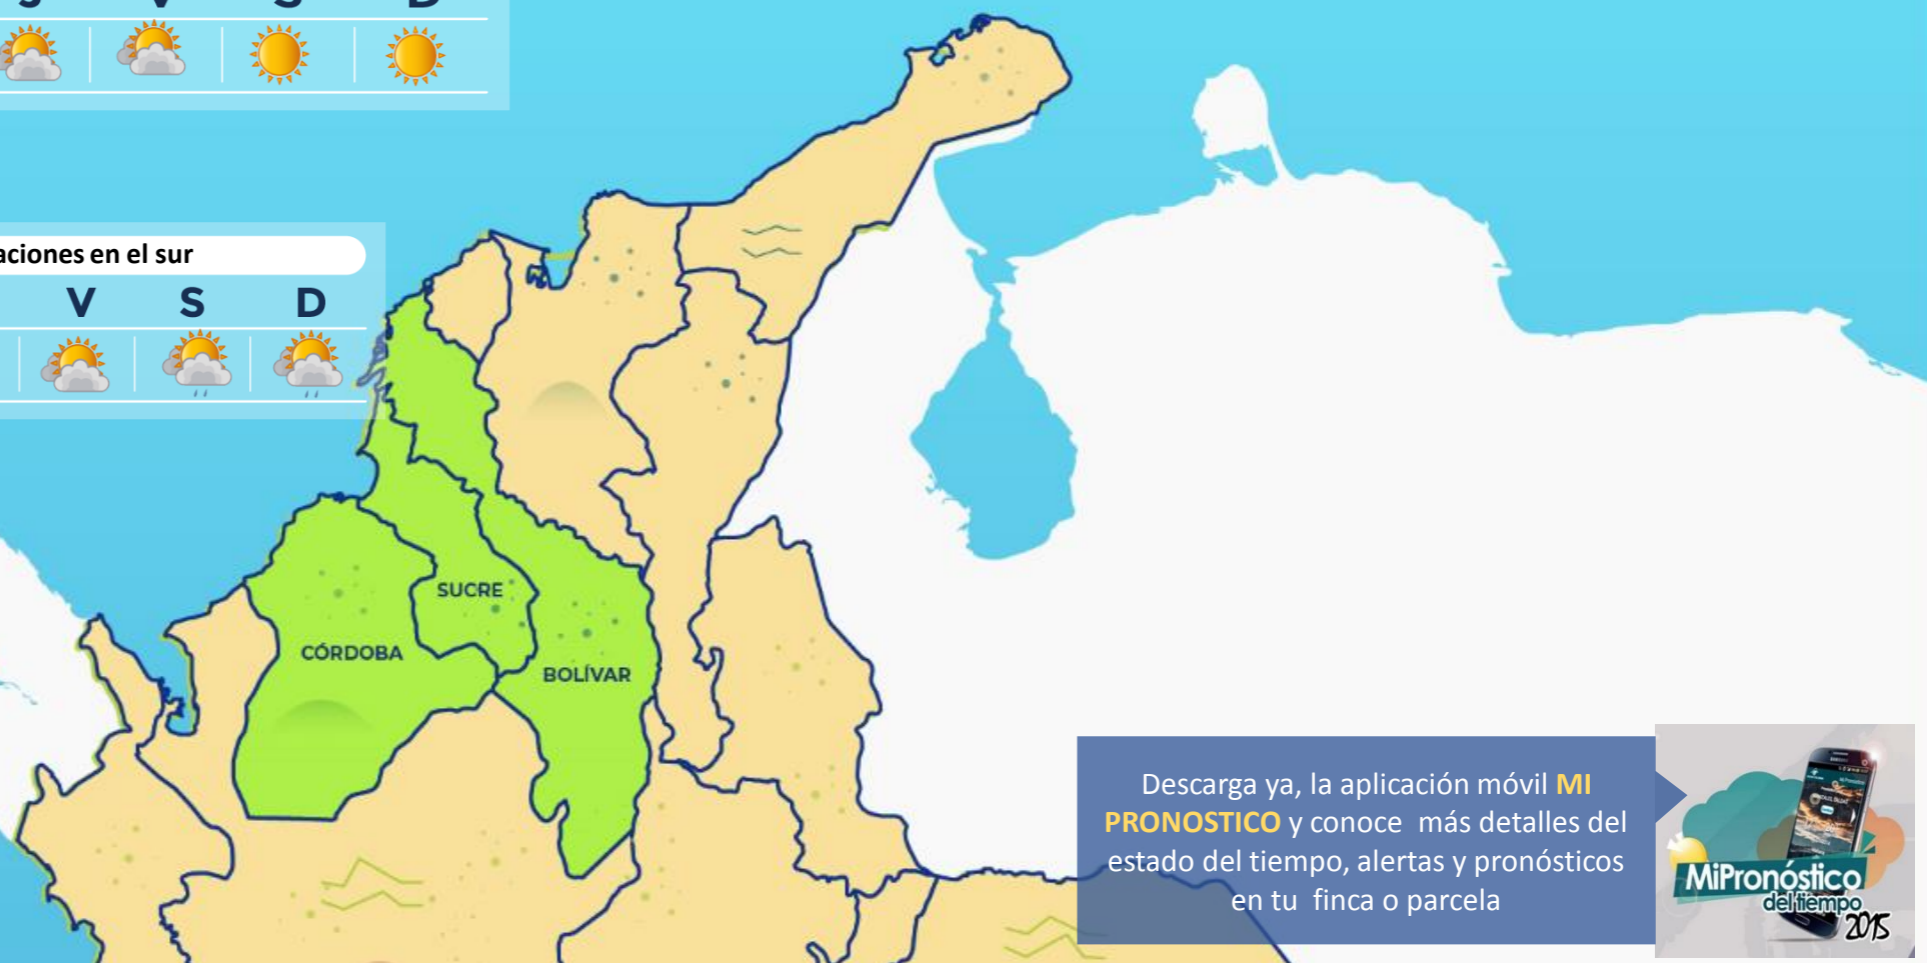 J V S D
aciones en el sur
V S D
SUCRE
CÓRDOBA
BOLÍVAR
Descarga ya, la aplicación móvil MI
PRONOSTICO y conoce más detalles del
estado del tiempo, alertas y pronósticos
en tu finca o parcela
MiPronóstico
del tiempo
2015